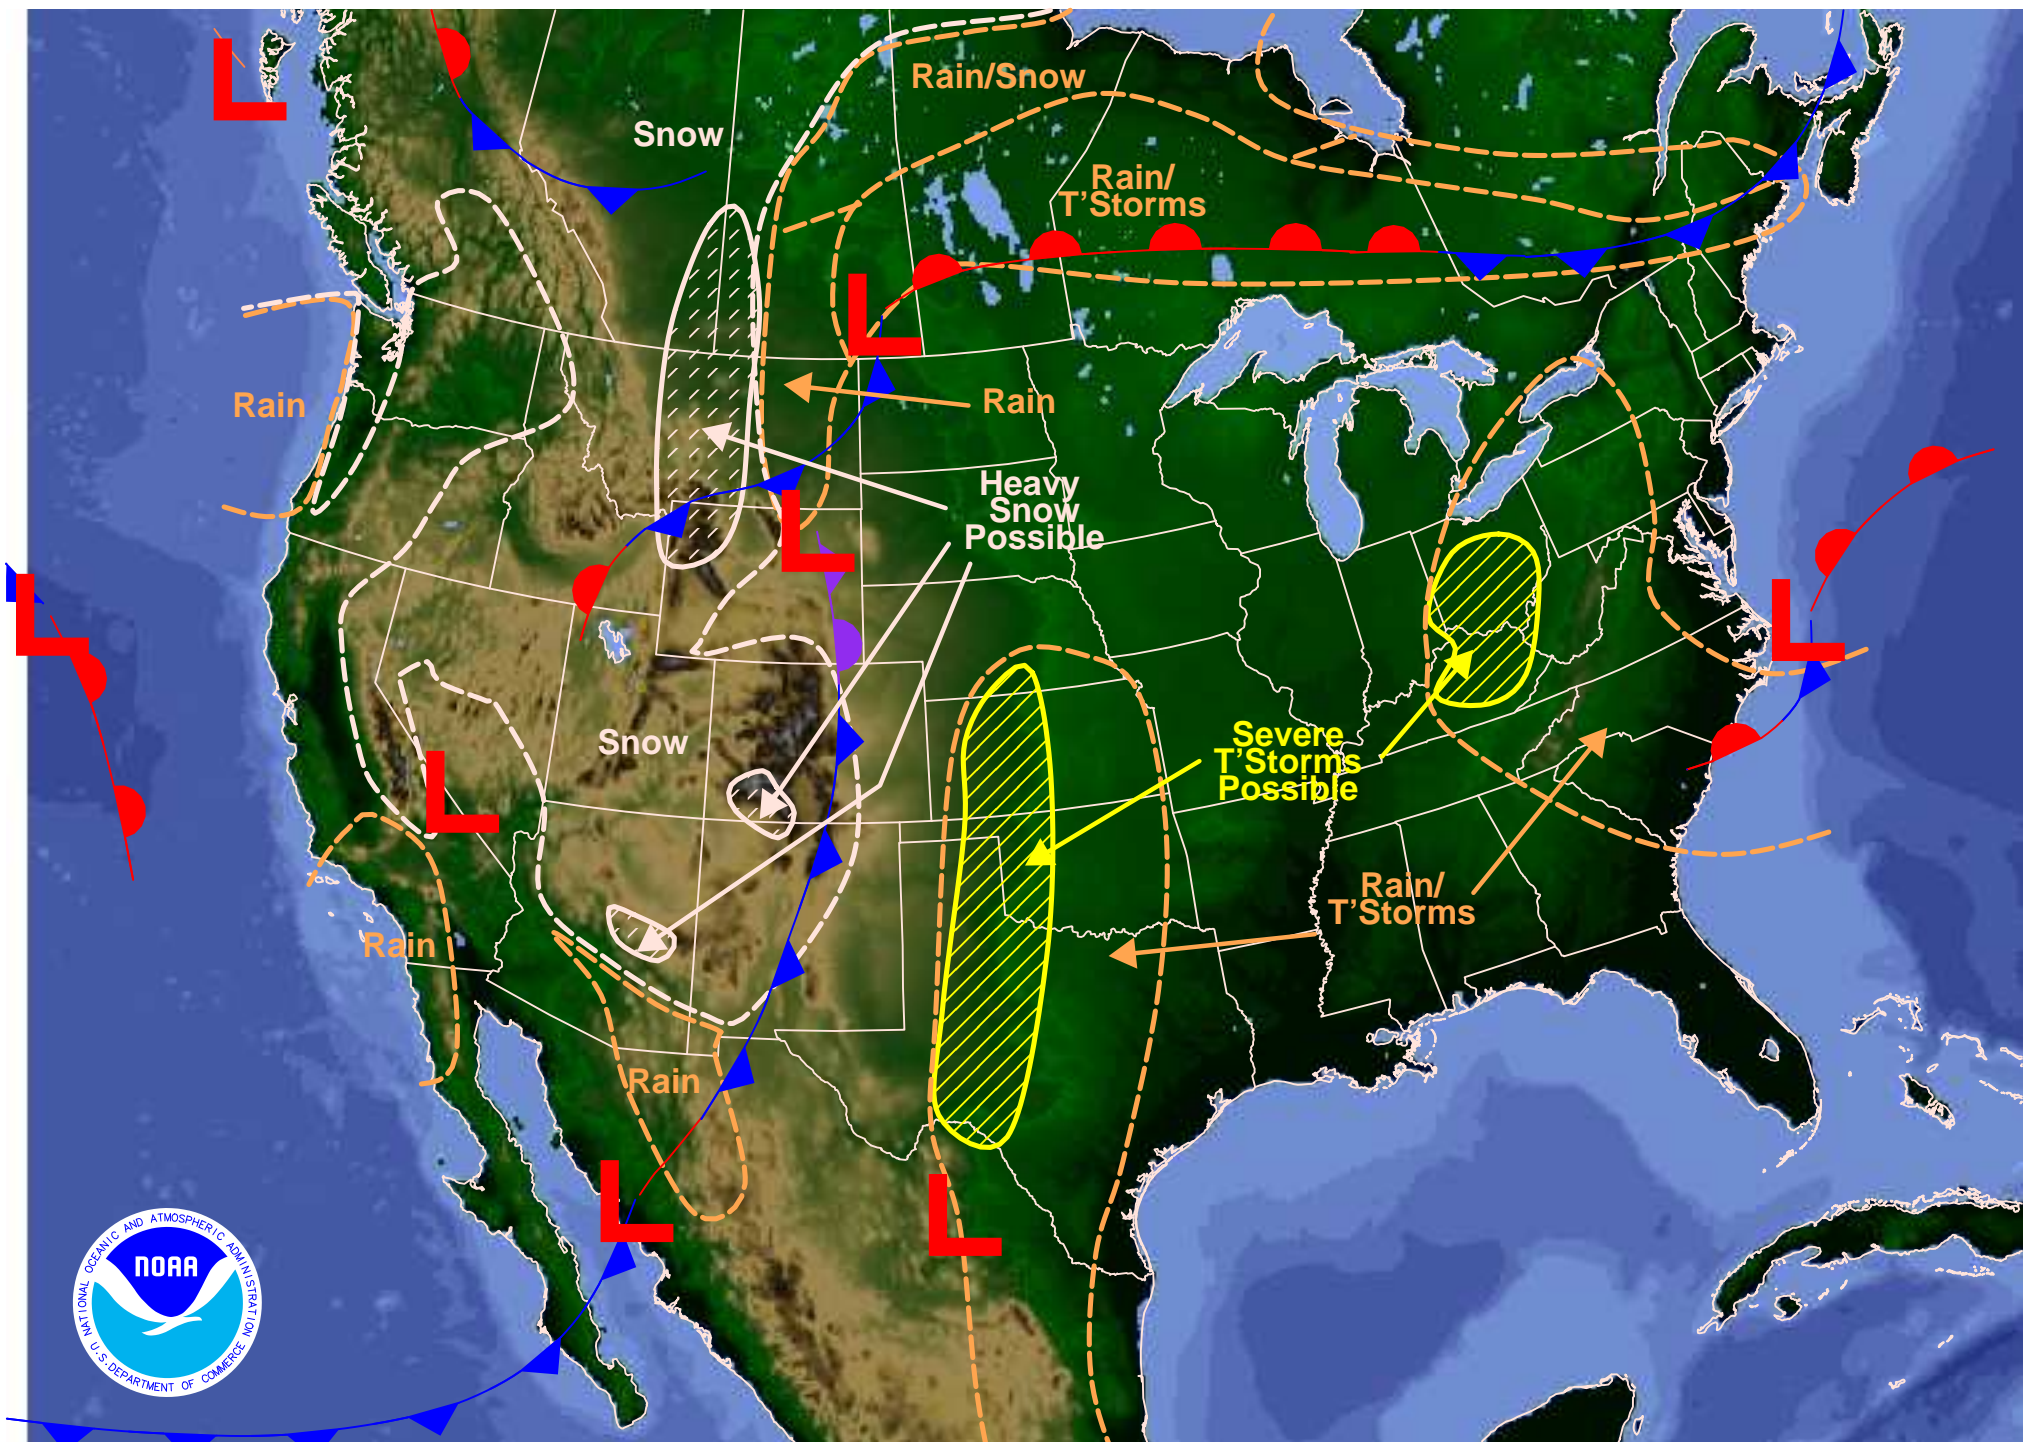 Rain/Snow
Snow
Rain/
T'Storms
Rain
Rain
Heavy
Snow
Possible
Snow
Severe
T'Storms
Possible
Rain/
T'Storms
Rain
Rain
L
L
L
L
L
L
L
L
L
NATIONAL OCEANIC AND ATMOSPHERIC ADMINISTRATION
NOAA
U.S. DEPARTMENT OF COMMERCE